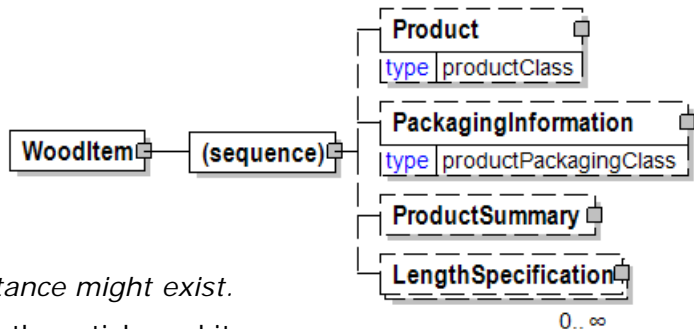 Product
type productClass
PackagingInformation
type productPackagingClass
WoodItem
(sequence)
ProductSummary
LengthSpecification
0..∞
tance might exist.